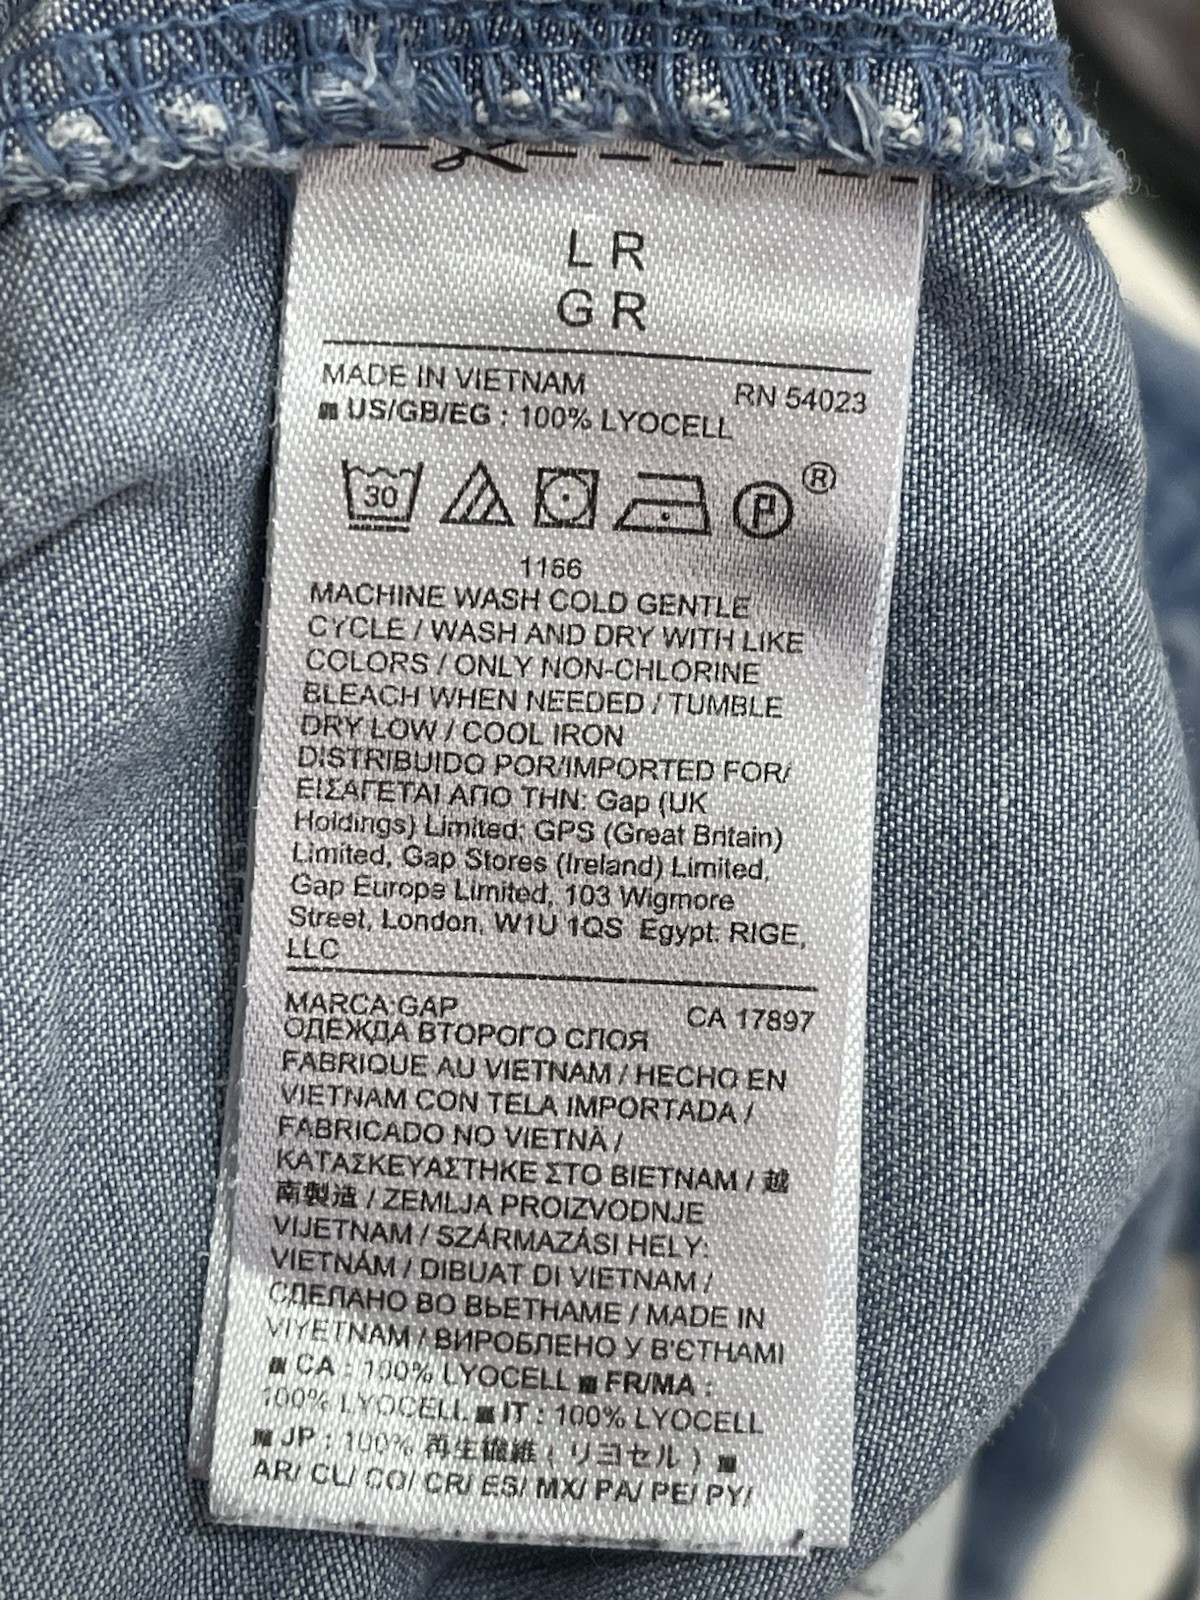 LR
GR
MADE IN VIETNAM RN 54023
US/GB/EG : 100% LYOCELL
30 P ®
1166
MACHINE WASH COLD GENTLE
CYCLE / WASH AND DRY WITH LIKE
COLORS / ONLY NON-CHLORINE
BLEACH WHEN NEEDED / TUMBLE
DRY LOW / COOL IRON
DISTRIBUIDO POR/IMPORTED FOR/
ΕΙΣΑΓΕΤΑΙ ΑΠΟ ΤΗΝ: Gap (UK
Holdings) Limited; GPS (Great Britain)
Limited, Gap Stores (Ireland) Limited,
Gap Europe Limited, 103 Wigmore
Street, London, W1U 1QS Egypt: RIGE,
LLC
MARCA:GAP CA 17897
ОДЕЖДА ВТОРОГО СЛОЯ
FABRIQUE AU VIETNAM / HECHO EN
VIETNAM CON TELA IMPORTADA /
FABRICADO NO VIETNÃ /
ΚΑΤΑΣΚΕΥΑΣΤΗΚΕ ΣΤΟ ΒΙΕΤΝΑΜ / 越
南製造 / ZEMLJA PROIZVODNJE
VIJETNAM / SZÁRMAZÁSI HELY:
VIETNÁM / DIBUAT DI VIETNAM /
СДЕЛАНО ВО ВЬЕТНАМЕ / MADE IN
VIYETNAM / ВИРОБЛЕНО У В'ЄТНАМІ
CA : 100% LYOCELL FR/MA :
100% LYOCELL IT : 100% LYOCELL
JP : 100% 再生繊維 ( リヨセル )
AR/ CL/ CO/ CR/ ES/ MX/ PA/ PE/ PY/